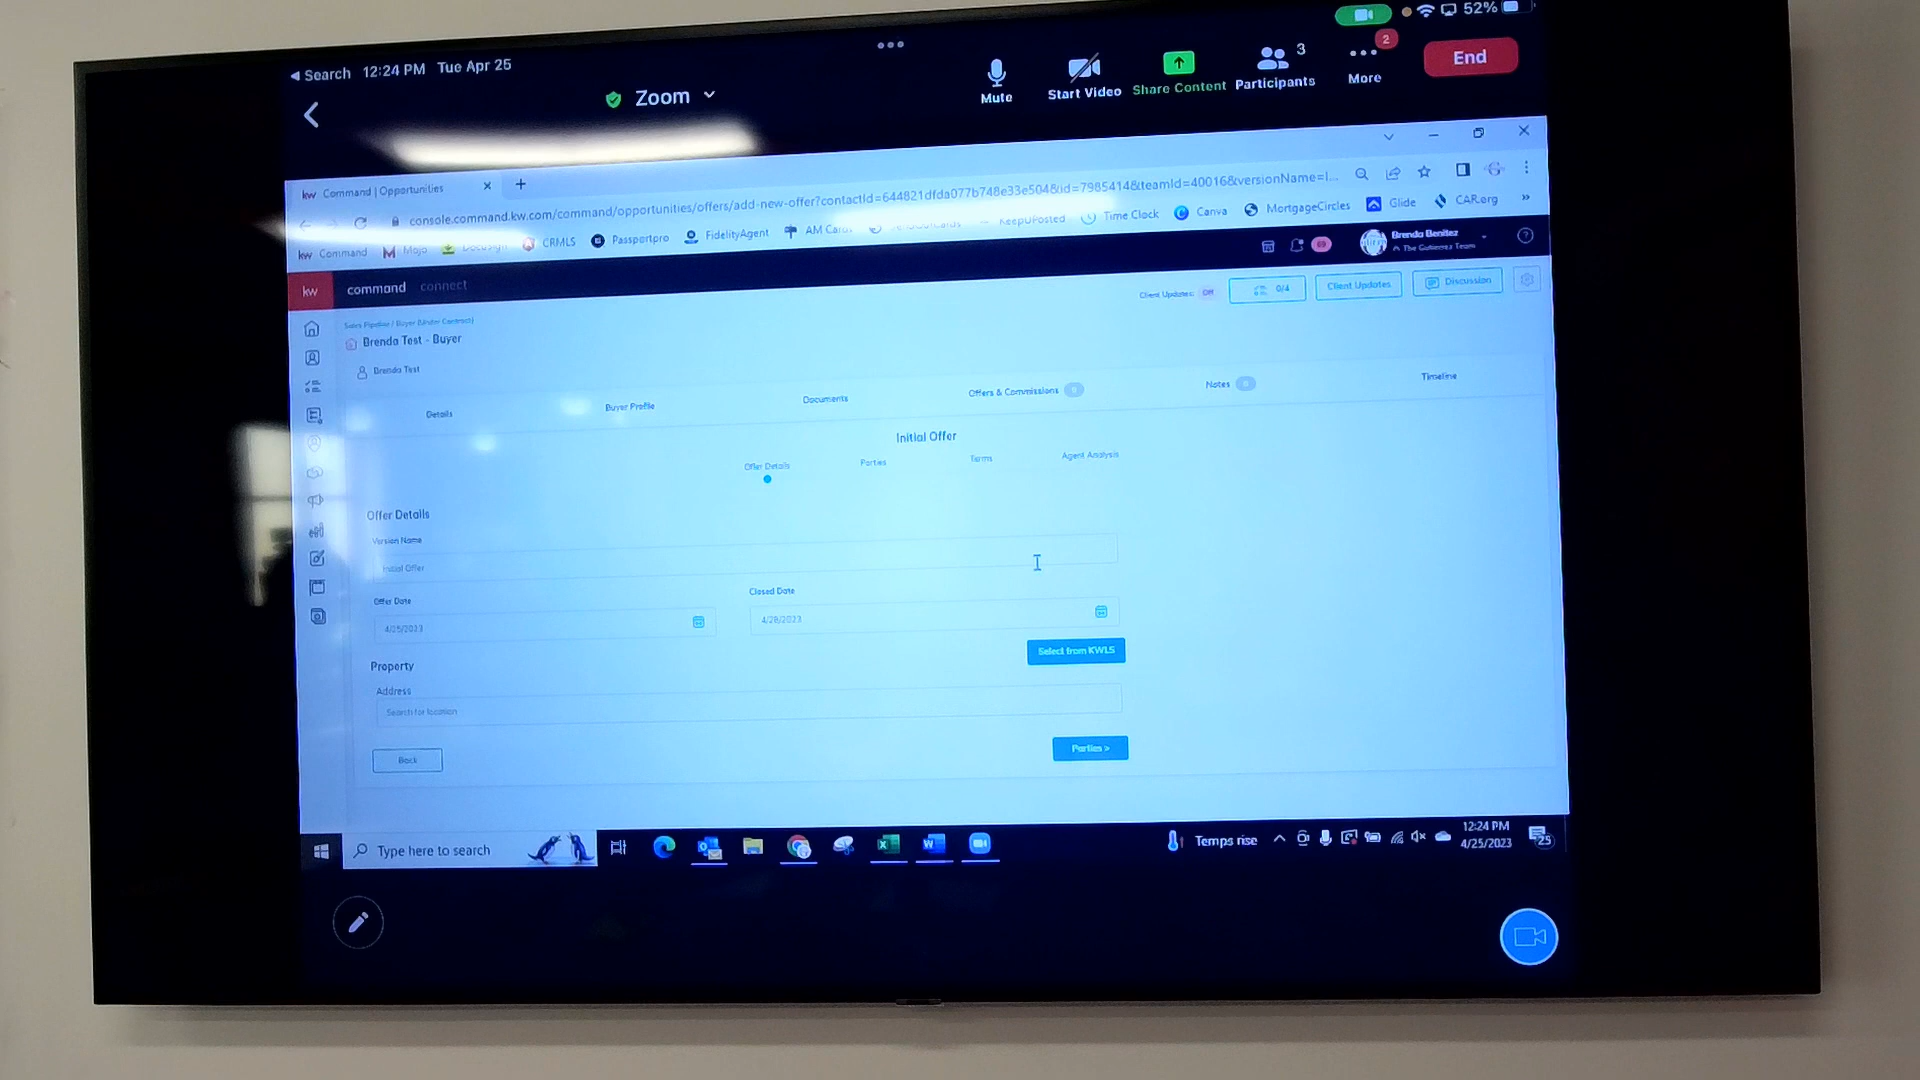 Search 12:24 PM Tue Apr 25
52%
Zoom
Mute
Start Video
Share Content
Participants 3
More 2
End
kw Command | Opportunities
console.command.kw.com/command/opportunities/offers/add-new-offer?contactId=644821dfda077b748e33e504&id=7985414&teamId=40016&versionName=I...
kw Command
Mojo
CRMLS
Passportpro
FidelityAgent
AM Cards
KeepUPosted
Time Clock
Canva
MortgageCircles
Glide
CAR.org
»
kw command connect
69
Brenda Benitez
The Gutierrez Team
Sales Pipeline / Buyer (Under Contract)
Brenda Test - Buyer
Brenda Test
Client Updates: Off
0/4
Client Updates
Discussion
Details
Buyer Profile
Documents
Offers & Commissions 0
Notes 0
Timeline
Initial Offer
Offer Details
Parties
Terms
Agent Analysis
Offer Details
Version Name
Initial Offer
Offer Date
Closed Date
4/25/2023
4/28/2023
Select from KWLS
Property
Address
Search for location
Back
Parties >
Type here to search
Temps rise
12:24 PM
4/25/2023
25